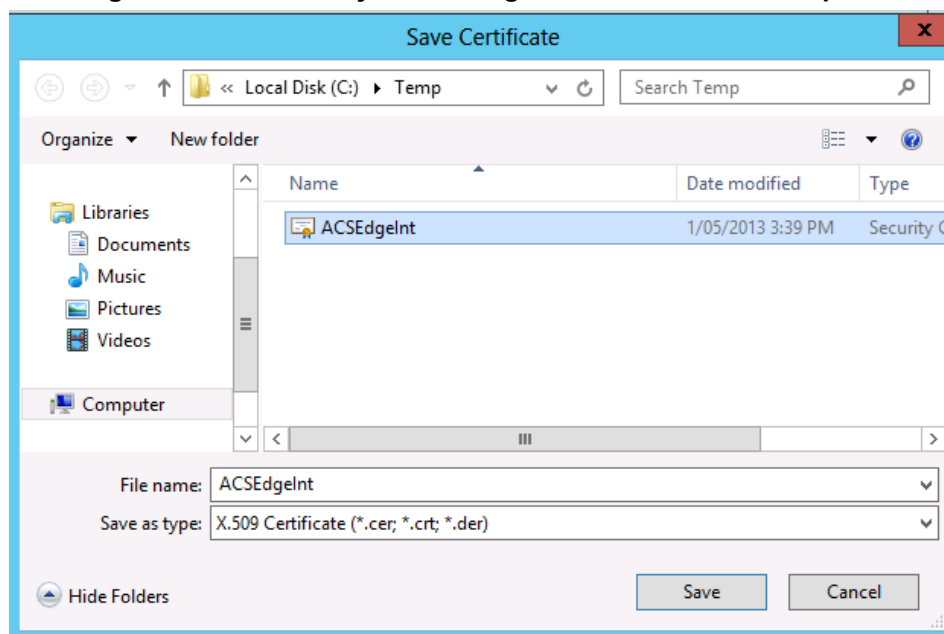 Save Certificate
x
« Local Disk (C:) Temp
Search Temp
Organize New folder
Name Date modified Type
Libraries
Documents
Music
Pictures
Videos
Computer
ACSEdgeInt 1/05/2013 3:39 PM Security
File name: ACSEdgeInt
Save as type: X.509 Certificate (*.cer; *.crt; *.der)
Hide Folders
Save Cancel